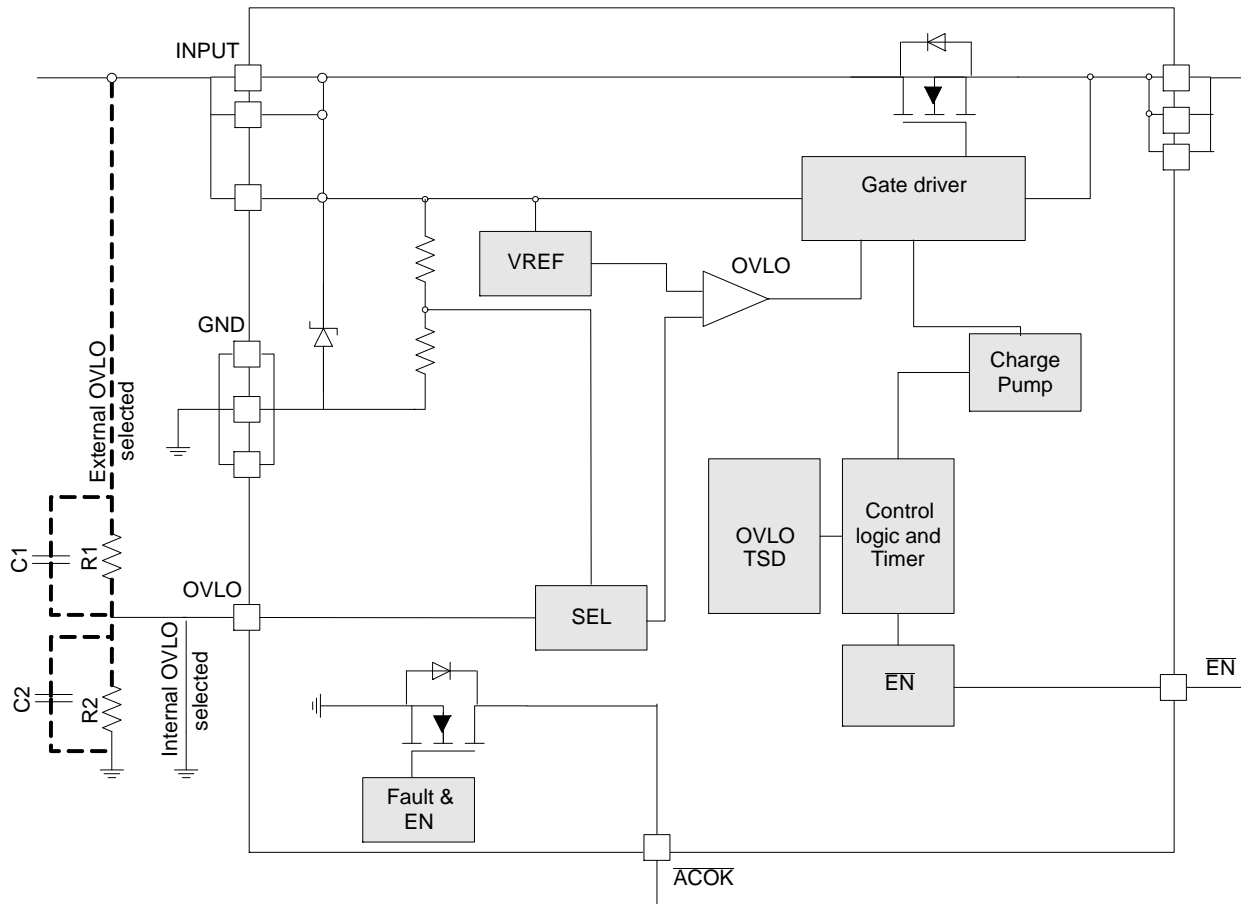 INPUT
Gate driver
VREF
OVLO
GND
Charge
Pump
External OVLO
selected
Control
logic and
Timer
OVLO
TSD
C1
R1
OVLO
SEL
Internal OVLO
selected
C2
R2
EN
EN
Fault &
EN
ACOK